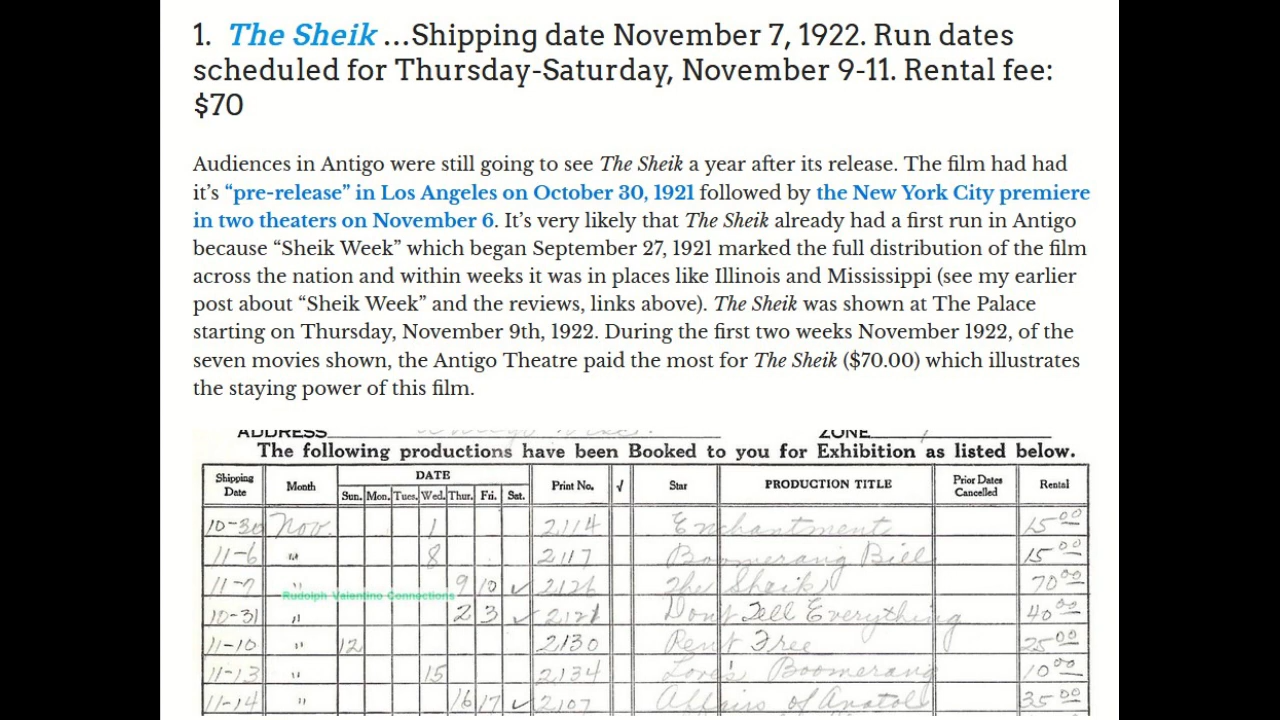 1. The Sheik ...Shipping date November 7, 1922. Run dates
scheduled for Thursday-Saturday, November 9-11. Rental fee:
$70
Audiences in Antigo were still going to see The Sheik a year after its release. The film had had
it's “pre-release” in Los Angeles on October 30, 1921 followed by the New York City premiere
in two theaters on November 6. It's very likely that The Sheik already had a first run in Antigo
because “Sheik Week” which began September 27, 1921 marked the full distribution of the film
across the nation and within weeks it was in places like Illinois and Mississippi (see my earlier
post about “Sheik Week” and the reviews, links above). The Sheik was shown at The Palace
starting on Thursday, November 9th, 1922. During the first two weeks November 1922, of the
seven movies shown, the Antigo Theatre paid the most for The Sheik ($70.00) which illustrates
the staying power of this film.
ADDRESS ZONE 1
The following productions have been Booked to you for Exhibition as listed below.
Shipping Date Month DATE Print No. √ Star PRODUCTION TITLE Prior Dates Cancelled Rental
Sun. Mon. Tues. Wed. Thur. Fri. Sat.
10-30 Nov. 1 2114 Enchantment 15 00
11-6 " 8 2117 Boomerang Bill 15 00
11-7 " 9 10 ✓ 2126 The Sheik 70 00
Rudolph Valentino Connections
10-31 " 2 3 ✓ 2121 Dont Tell Everything 40 00
11-10 " 12 2130 Rent Free 25 00
11-13 " 15 2134 Love's Boomerang 10 00
11-14 " 16 17 ✓ 2107 Affairs of Anatol 35 00